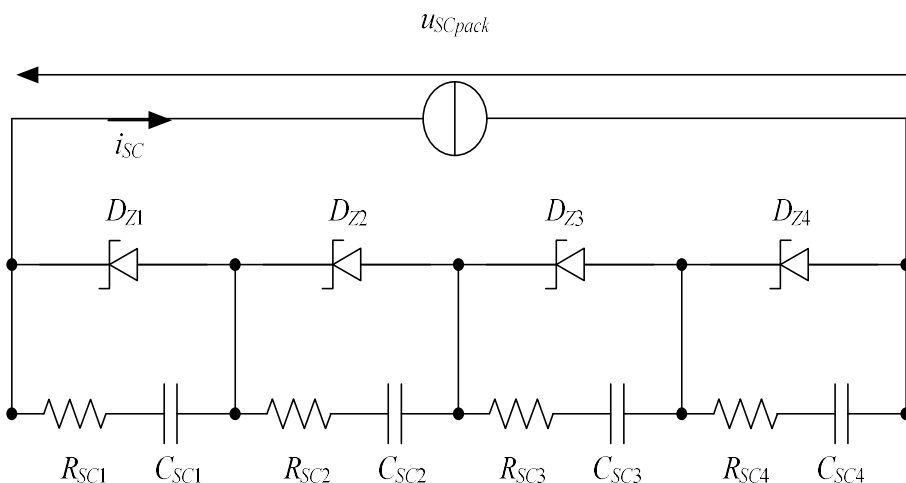 u_SCpack
i_SC
D_Z1 D_Z2 D_Z3 D_Z4
R_SC1 C_SC1 R_SC2 C_SC2 R_SC3 C_SC3 R_SC4 C_SC4